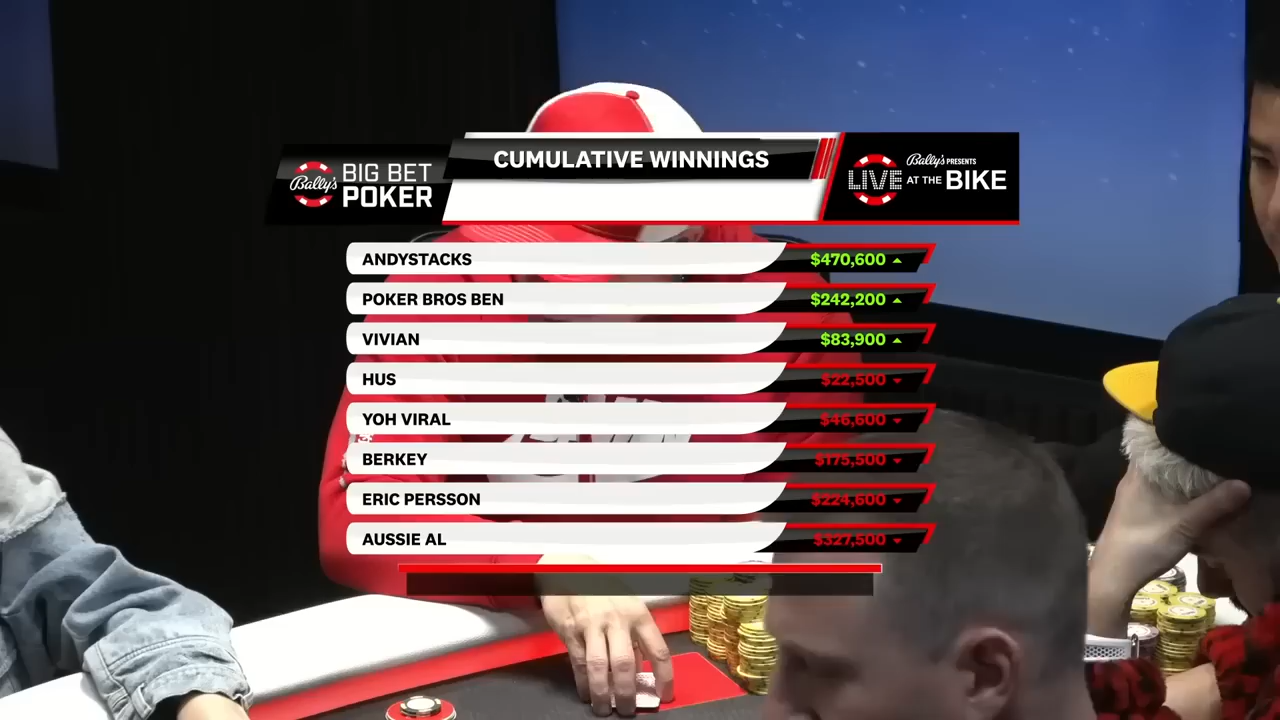 CUMULATIVE WINNINGS
Bally's BIG BET POKER
Bally's PRESENTS
LIVE AT THE BIKE
ANDYSTACKS $470,600
POKER BROS BEN $242,200
VIVIAN $83,900
HUS $22,500
YOH VIRAL $46,600
BERKEY $175,500
ERIC PERSSON $224,600
AUSSIE AL $327,500